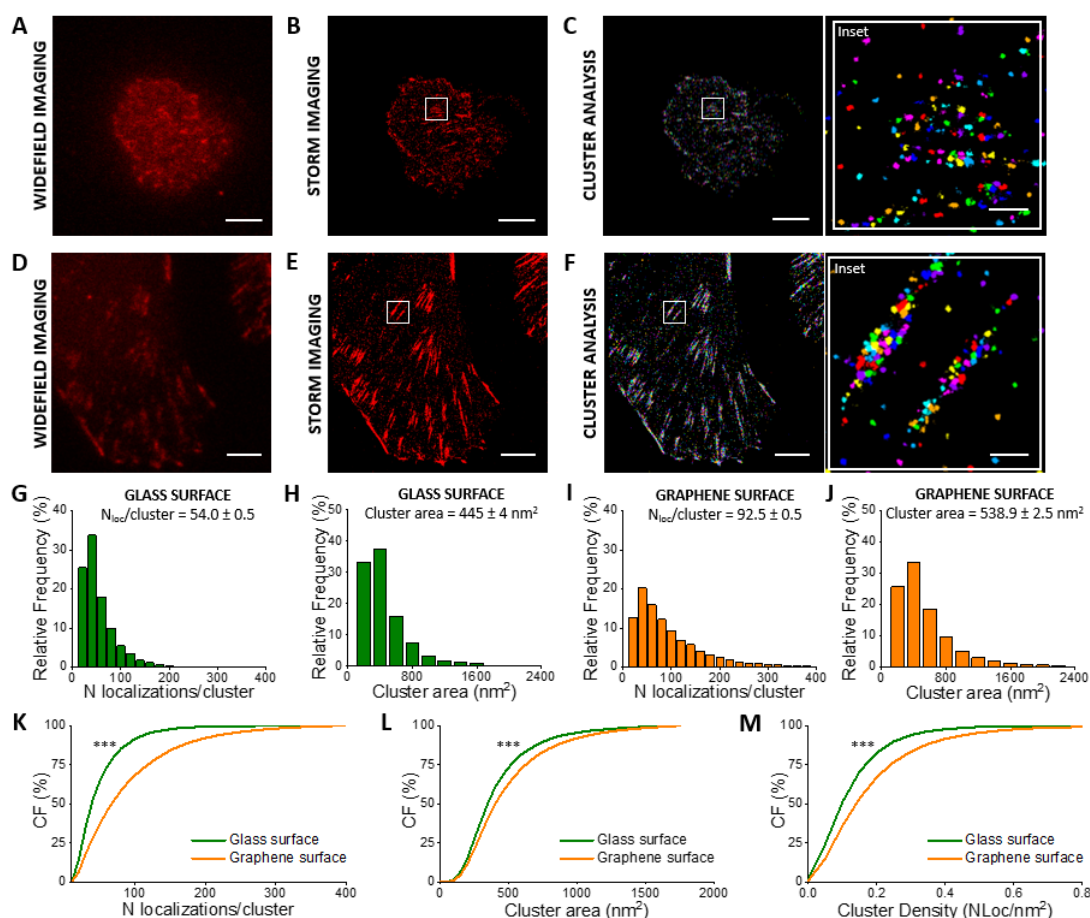 A
WIDEFIELD IMAGING
B
STORM IMAGING
C
CLUSTER ANALYSIS
Inset
D
WIDEFIELD IMAGING
E
STORM IMAGING
F
CLUSTER ANALYSIS
Inset
G
GLASS SURFACE
Nloc/cluster = 54.0 ± 0.5
Relative Frequency (%)
40
30
20
10
0
0 100 200 300 400
N localizations/cluster
H
GLASS SURFACE
Cluster area = 445 ± 4 nm²
Relative Frequency (%)
50
40
30
20
10
0
0 800 1600 2400
Cluster area (nm²)
I
GRAPHENE SURFACE
Nloc/cluster = 92.5 ± 0.5
Relative Frequency (%)
40
30
20
10
0
0 100 200 300 400
N localizations/cluster
J
GRAPHENE SURFACE
Cluster area = 538.9 ± 2.5 nm²
Relative Frequency (%)
50
40
30
20
10
0
0 800 1600 2400
Cluster area (nm²)
K
CF (%)
100
75
50
25
0
***
Glass surface
Graphene surface
100 200 300 400
N localizations/cluster
L
CF (%)
100
75
50
25
0
***
Glass surface
Graphene surface
0 500 1000 1500 2000
Cluster area (nm²)
M
CF (%)
100
75
50
25
0
***
Glass surface
Graphene surface
0.0 0.2 0.4 0.6 0.8
Cluster Density (NLoc/nm²)